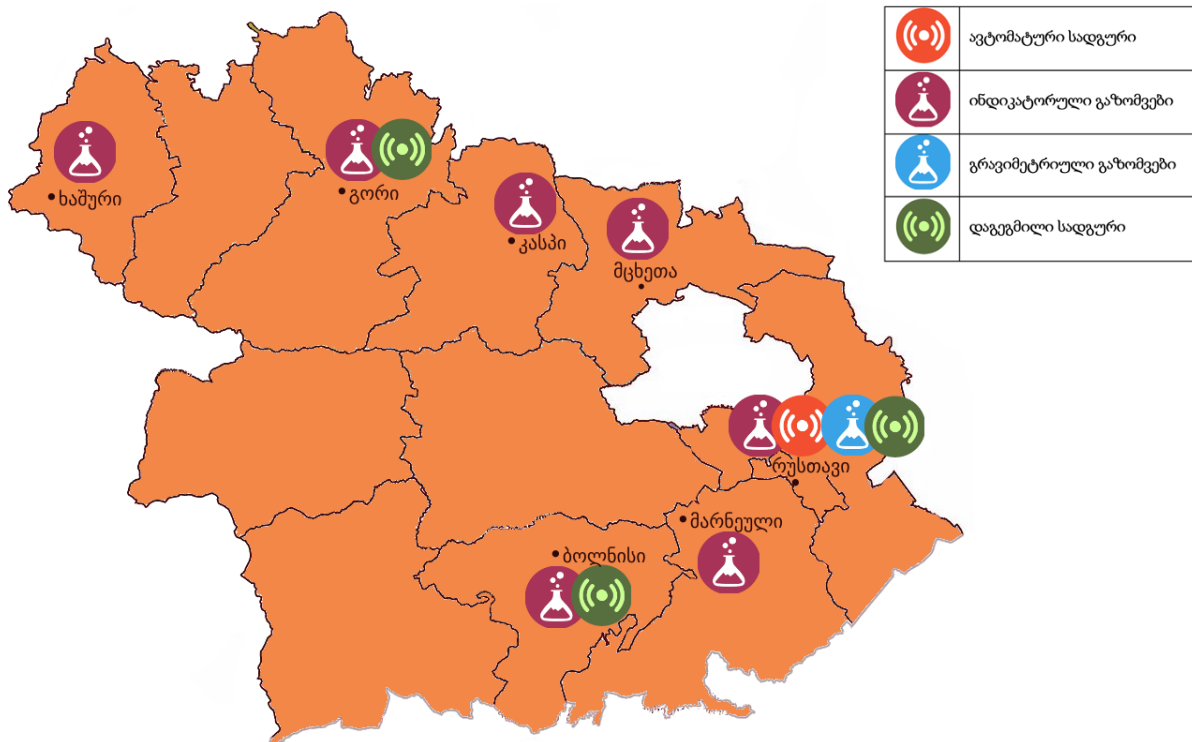 ავტომატური სადგური
ინდიკატორული გაზომვები
გრავიმეტრიული გაზომვები
დაგეგმილი სადგური
ხაშური
გორი
კასპი
მცხეთა
რუსთავი
მარნეული
ბოლნისი